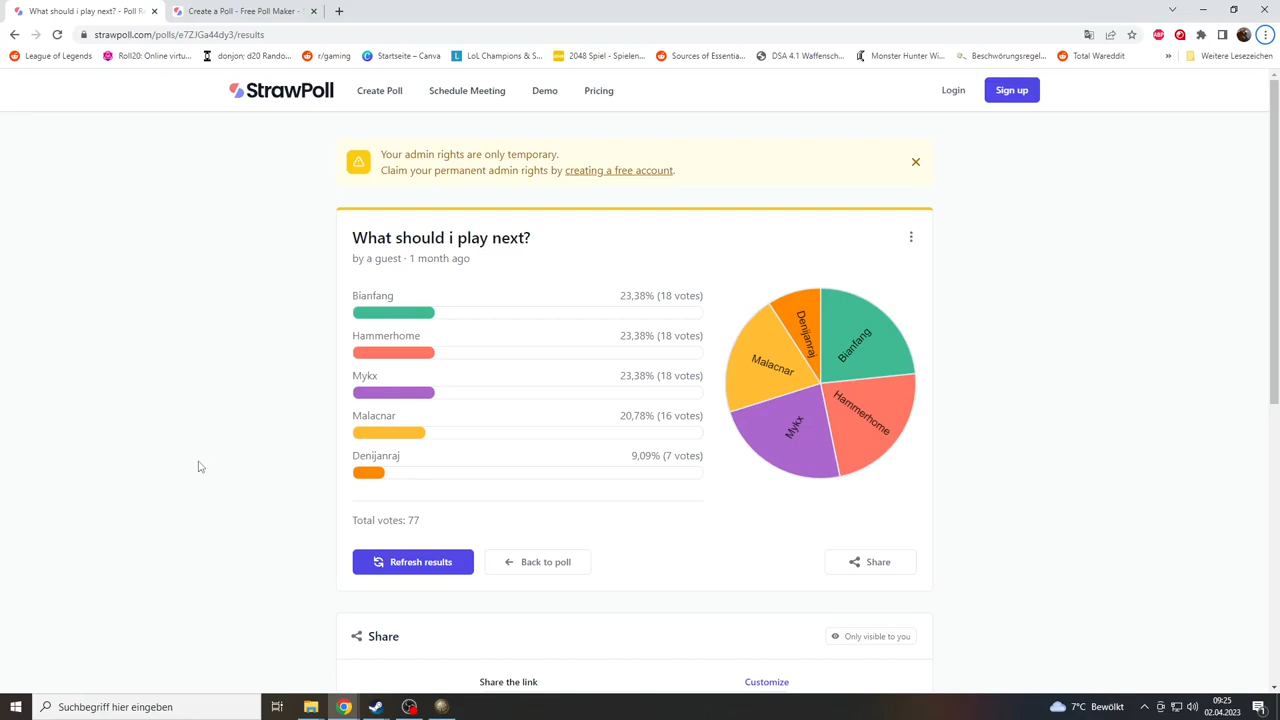 What should i play next? — Poll R
Create a Poll - Free Poll Maker - S
strawpoll.com/polls/e7ZJGa44dy3/results
League of Legends
Roll20: Online virtu...
donjon; d20 Rando...
r/gaming
Startseite – Canva
LoL Champions & S...
2048 Spiel - Spielen...
Sources of Essentia...
DSA 4.1 Waffensch...
Monster Hunter Wi...
Beschwörungsregel...
Total Wareddit
»
Weitere Lesezeichen
StrawPoll
Create Poll
Schedule Meeting
Demo
Pricing
Login
Sign up
Your admin rights are only temporary.
Claim your permanent admin rights by creating a free account.
What should i play next?
by a guest · 1 month ago
Bianfang 23,38% (18 votes)
Hammerhome 23,38% (18 votes)
Mykx 23,38% (18 votes)
Malacnar 20,78% (16 votes)
Denijanraj 9,09% (7 votes)
Denijanraj
Bianfang
Malacnar
Hammerhome
Mykx
Total votes: 77
Refresh results
Back to poll
Share
Share
Only visible to you
Share the link
Customize
Suchbegriff hier eingeben
7°C Bewölkt
09:25
02.04.2023